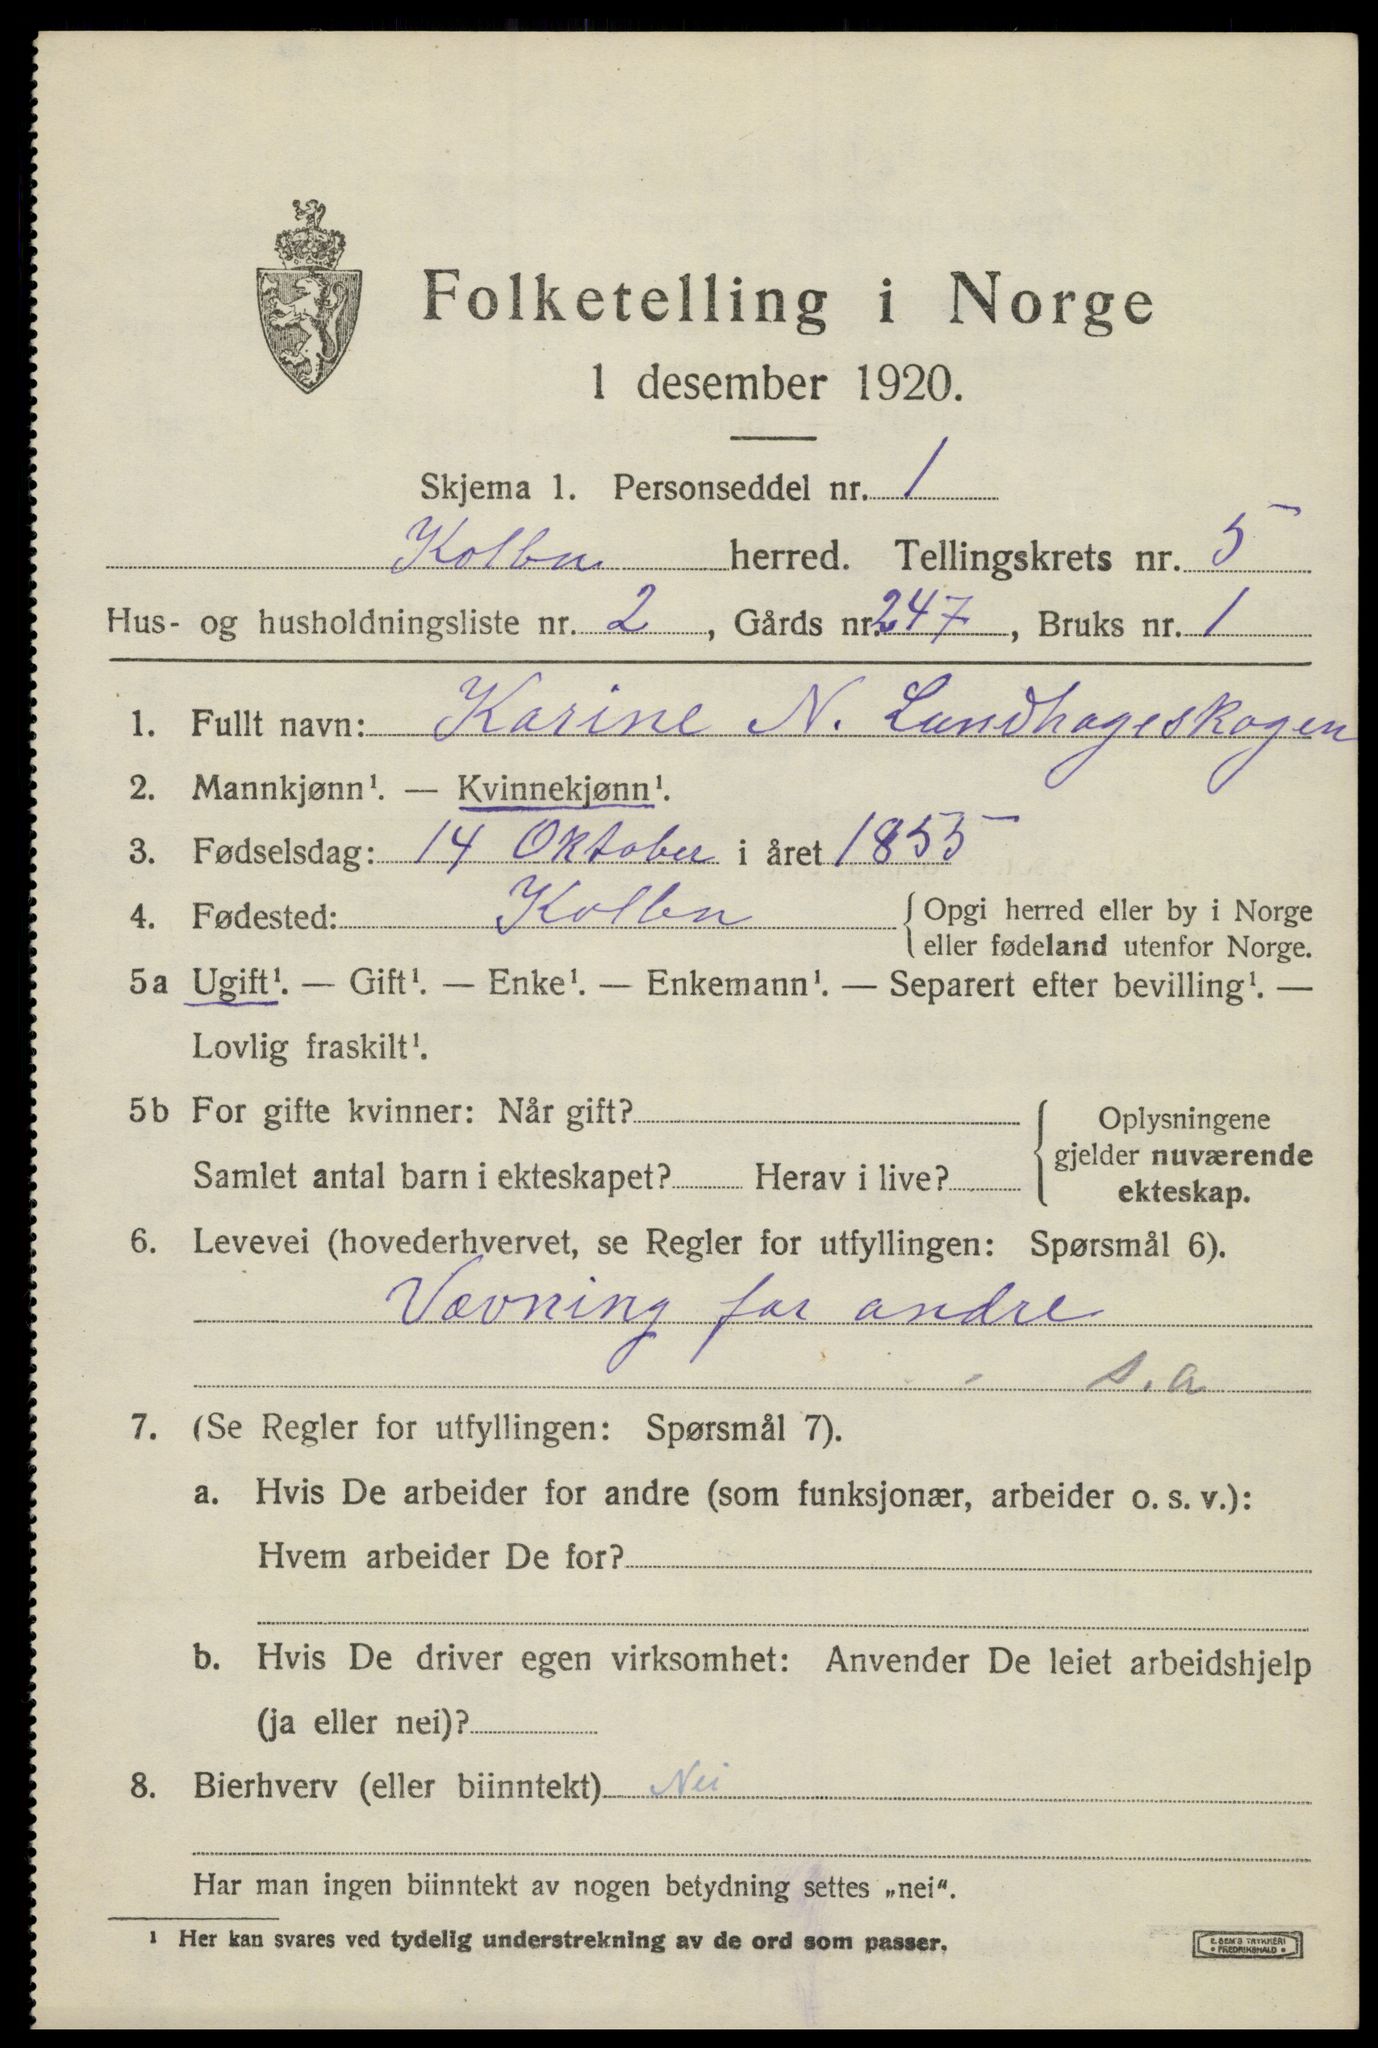 Folketelling i Norge
1 desember 1920.
Skjema 1. Personseddel nr. 1
Kolbu herred. Tellingskrets nr. 5
Hus- og husholdningsliste nr. 2, Gårds nr. 247, Bruks nr. 1
1. Fullt navn: Karine N. Lundhageskogen
2. Mannkjønn¹. — Kvinnekjønn¹.
3. Fødselsdag: 14 Oktober i året 1855
4. Fødested: Kolbu { Opgi herred eller by i Norge
eller fødeland utenfor Norge.
5a Ugift¹. — Gift¹. — Enke¹. — Enkemann¹. — Separert efter bevilling¹. —
Lovlig fraskilt¹.
5b For gifte kvinner: Når gift? { Oplysningene
gjelder nuværende
Samlet antal barn i ekteskapet? Herav i live? ekteskap.
6. Levevei (hovederhvervet, se Regler for utfyllingen: Spørsmål 6).
Vævning for andre
s.a
7. (Se Regler for utfyllingen: Spørsmål 7).
a. Hvis De arbeider for andre (som funksjonær, arbeider o. s. v.):
Hvem arbeider De for?
b. Hvis De driver egen virksomhet: Anvender De leiet arbeidshjelp
(ja eller nei)?
8. Bierhverv (eller biinntekt) Nei
Har man ingen biinntekt av nogen betydning settes „nei“.
¹ Her kan svares ved tydelig understrekning av de ord som passer.
E. SEM'S TRYKKERI
• FREDRIKSHALD •